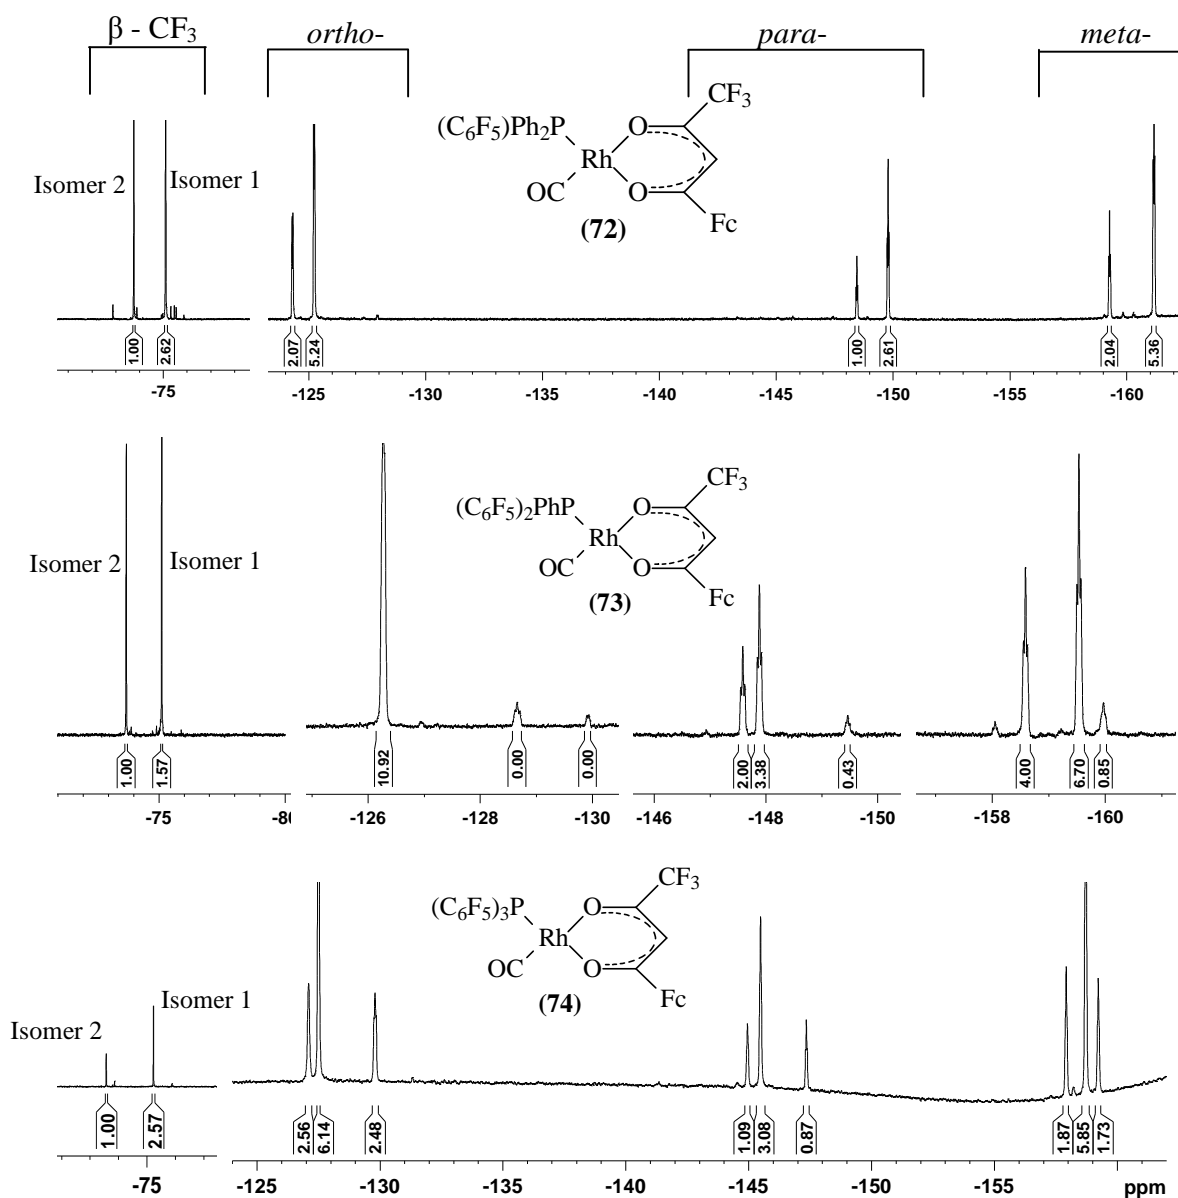 β - CF3 ortho- para- meta-
CF3
(C6F5)Ph2P O
Rh
OC O
Fc
(72)
Isomer 2 Isomer 1
1.00 2.62 2.07 5.24 1.00 2.61 2.04 5.36
-75 -125 -130 -135 -140 -145 -150 -155 -160
CF3
(C6F5)2PhP O
Rh
OC O
Fc
(73)
Isomer 2 Isomer 1
1.00 1.57 10.92 0.00 0.00 2.00 3.38 0.43 4.00 6.70 0.85
-75 -8 -126 -128 -130 -146 -148 -150 -158 -160
CF3
(C6F5)3P O
Rh
OC O
Fc
(74)
Isomer 2 Isomer 1
1.00 2.57 2.56 6.14 2.48 1.09 3.08 0.87 1.87 5.85 1.73
-75 -125 -130 -135 -140 -145 -150 -155 ppm